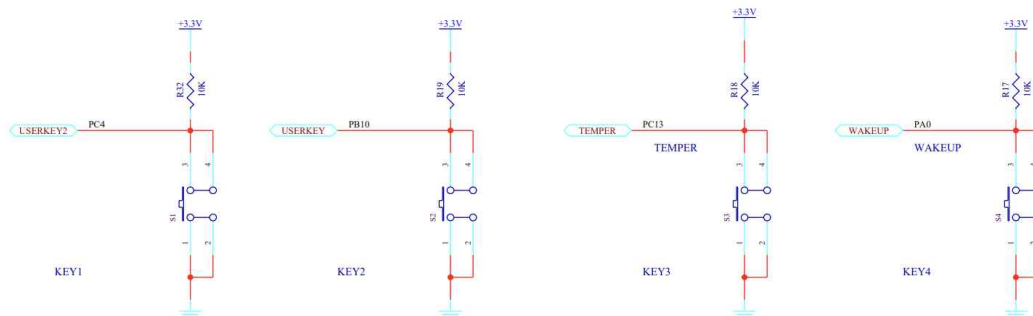 +3.3V
+3.3V
+3.3V
+3.3V
R32
10K
R19
10K
R18
10K
R17
10K
USERKEY2
PC4
USERKEY
PB10
TEMPER
PC13
WAKEUP
PA0
TEMPER
WAKEUP
3
4
3
4
3
4
3
S1
S2
S3
S4
1
2
1
2
1
2
1
KEY1
KEY2
KEY3
KEY4